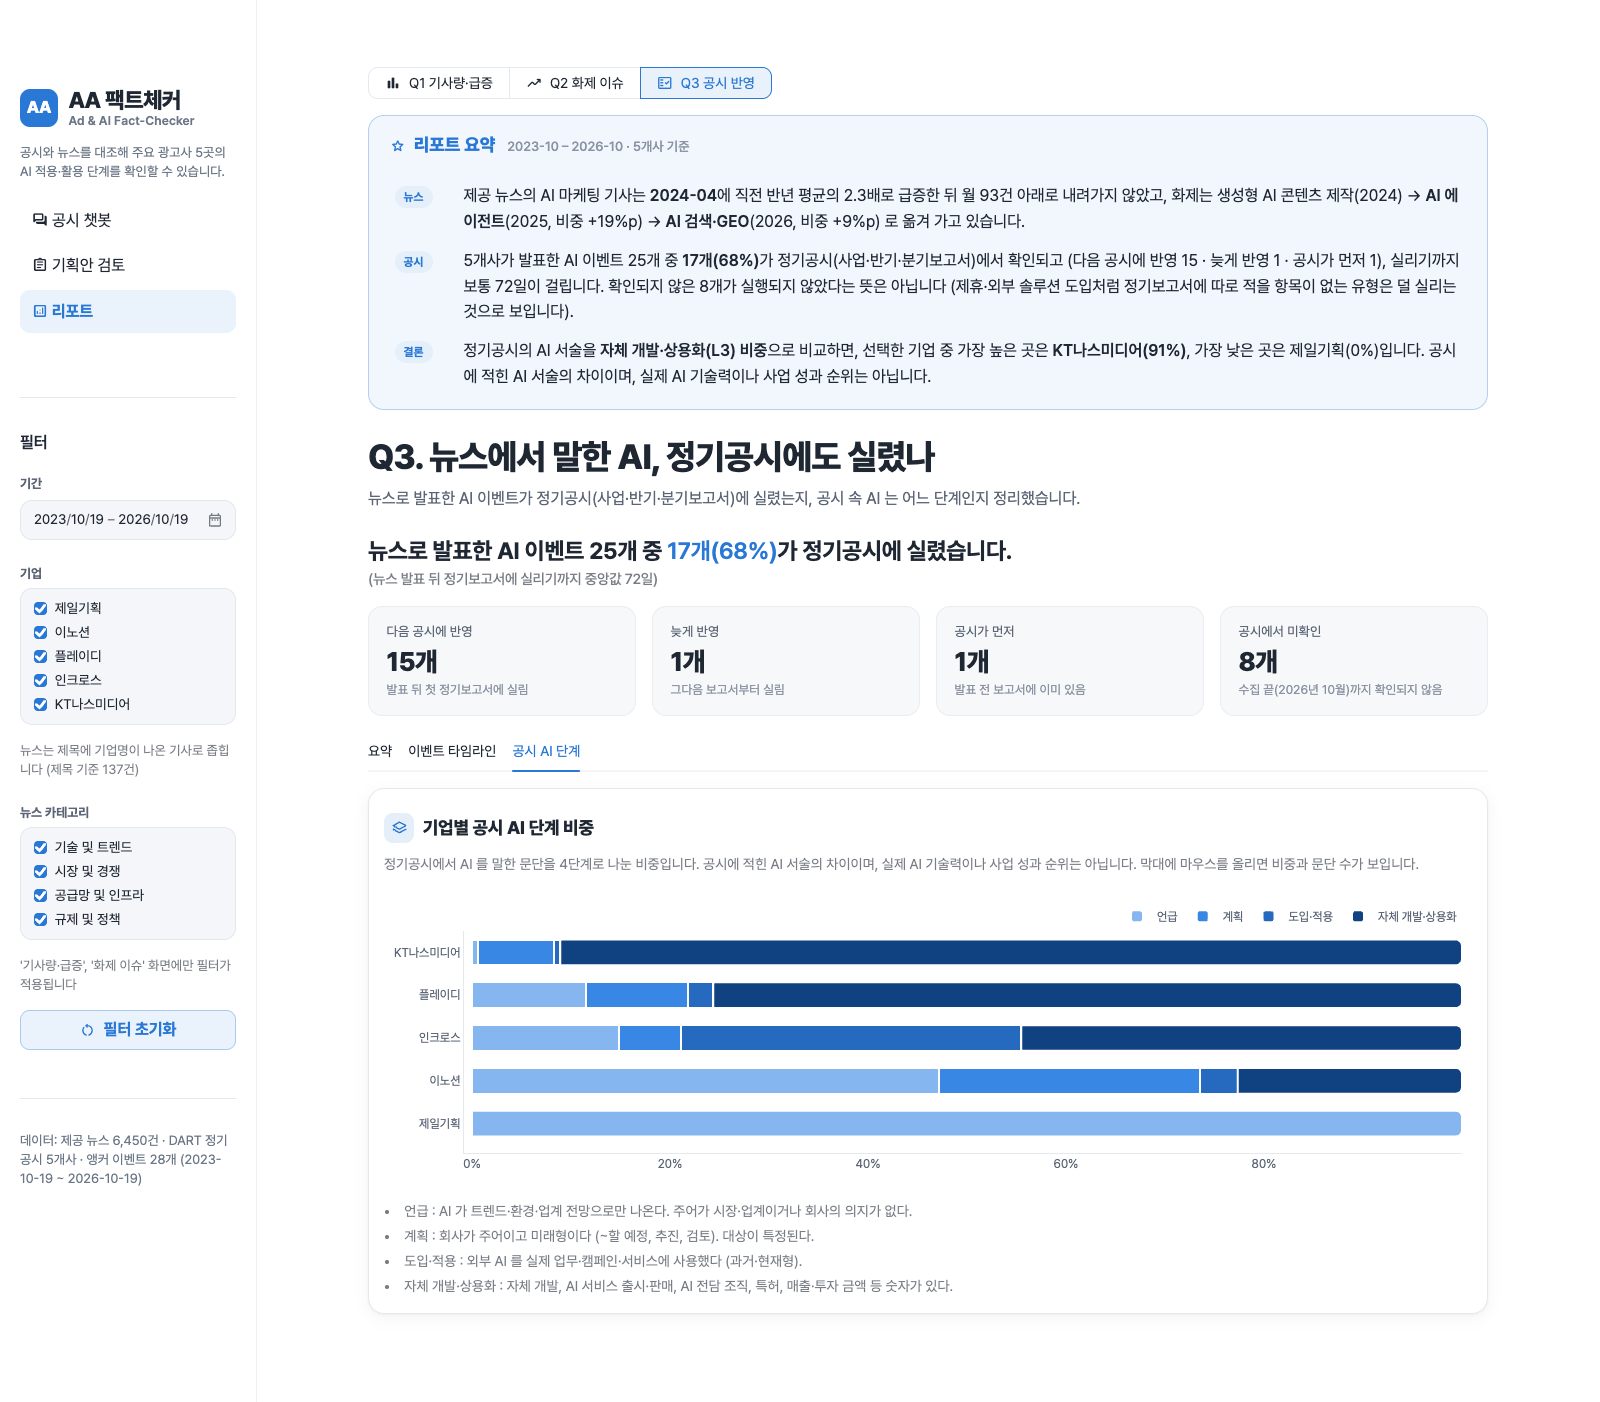 AA
AA 팩트체커
Ad & AI Fact-Checker
공시와 뉴스를 대조해 주요 광고사 5곳의
AI 적용·활용 단계를 확인할 수 있습니다.
공시 챗봇
기획안 검토
리포트
필터
기간
2023/10/19 – 2026/10/19
기업
제일기획
이노션
플레이디
인크로스
KT나스미디어
뉴스는 제목에 기업명이 나온 기사로 좁힙
니다 (제목 기준 137건)
뉴스 카테고리
기술 및 트렌드
시장 및 경쟁
공급망 및 인프라
규제 및 정책
'기사량·급증', '화제 이슈' 화면에만 필터가
적용됩니다
필터 초기화
데이터: 제공 뉴스 6,450건 · DART 정기
공시 5개사 · 앵커 이벤트 28개 (2023-
10-19 ~ 2026-10-19)
Q1 기사량·급증
Q2 화제 이슈
Q3 공시 반영
리포트 요약 2023-10 – 2026-10 · 5개사 기준
뉴스
제공 뉴스의 AI 마케팅 기사는 2024-04에 직전 반년 평균의 2.3배로 급증한 뒤 월 93건 아래로 내려가지 않았고, 화제는 생성형 AI 콘텐츠 제작(2024) → AI 에
이전트(2025, 비중 +19%p) → AI 검색·GEO(2026, 비중 +9%p) 로 옮겨 가고 있습니다.
공시
5개사가 발표한 AI 이벤트 25개 중 17개(68%)가 정기공시(사업·반기·분기보고서)에서 확인되고 (다음 공시에 반영 15 · 늦게 반영 1 · 공시가 먼저 1), 실리기까지
보통 72일이 걸립니다. 확인되지 않은 8개가 실행되지 않았다는 뜻은 아닙니다 (제휴·외부 솔루션 도입처럼 정기보고서에 따로 적을 항목이 없는 유형은 덜 실리는
것으로 보입니다).
결론
정기공시의 AI 서술을 자체 개발·상용화(L3) 비중으로 비교하면, 선택한 기업 중 가장 높은 곳은 KT나스미디어(91%), 가장 낮은 곳은 제일기획(0%)입니다. 공시
에 적힌 AI 서술의 차이이며, 실제 AI 기술력이나 사업 성과 순위는 아닙니다.
Q3. 뉴스에서 말한 AI, 정기공시에도 실렸나
뉴스로 발표한 AI 이벤트가 정기공시(사업·반기·분기보고서)에 실렸는지, 공시 속 AI 는 어느 단계인지 정리했습니다.
뉴스로 발표한 AI 이벤트 25개 중 17개(68%)가 정기공시에 실렸습니다.
(뉴스 발표 뒤 정기보고서에 실리기까지 중앙값 72일)
다음 공시에 반영
15개
발표 뒤 첫 정기보고서에 실림
늦게 반영
1개
그다음 보고서부터 실림
공시가 먼저
1개
발표 전 보고서에 이미 있음
공시에서 미확인
8개
수집 끝(2026년 10월)까지 확인되지 않음
요약
이벤트 타임라인
공시 AI 단계
기업별 공시 AI 단계 비중
정기공시에서 AI 를 말한 문단을 4단계로 나눈 비중입니다. 공시에 적힌 AI 서술의 차이이며, 실제 AI 기술력이나 사업 성과 순위는 아닙니다. 막대에 마우스를 올리면 비중과 문단 수가 보입니다.
언급 계획 도입·적용 자체 개발·상용화
KT나스미디어
플레이디
인크로스
이노션
제일기획
0% 20% 40% 60% 80%
• 언급 : AI 가 트렌드·환경·업계 전망으로만 나온다. 주어가 시장·업계이거나 회사의 의지가 없다.
• 계획 : 회사가 주어이고 미래형이다 (~할 예정, 추진, 검토). 대상이 특정된다.
• 도입·적용 : 외부 AI 를 실제 업무·캠페인·서비스에 사용했다 (과거·현재형).
• 자체 개발·상용화 : 자체 개발, AI 서비스 출시·판매, AI 전담 조직, 특허, 매출·투자 금액 등 숫자가 있다.